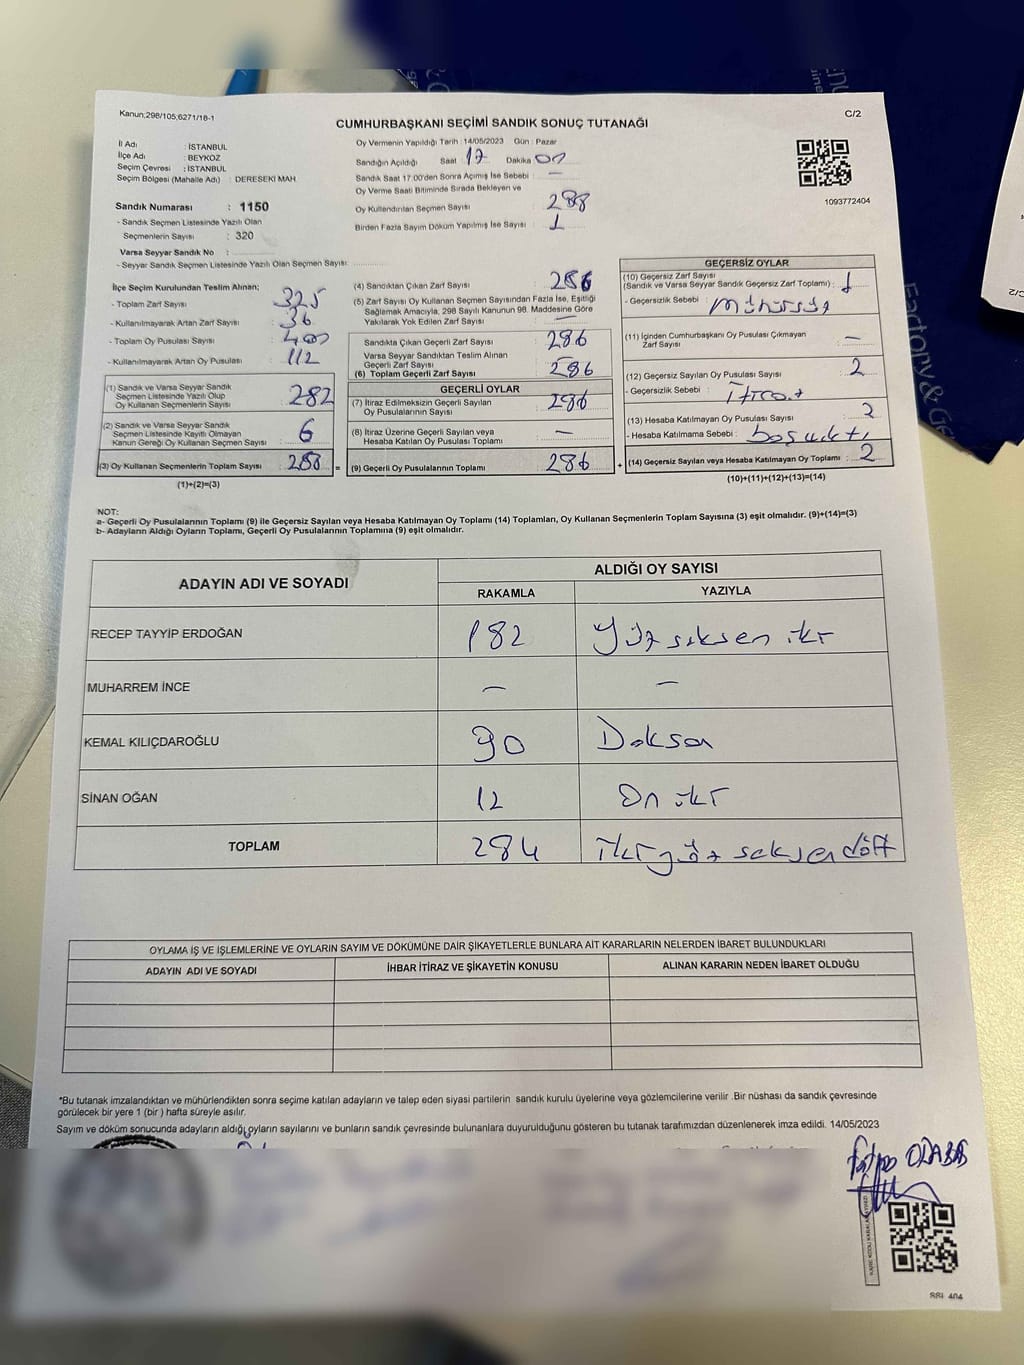 Kanun;298/105,6271/18-1
C/2
CUMHURBAŞKANI SEÇİMİ SANDIK SONUÇ TUTANAĞI
İl Adı : İSTANBUL
İlçe Adı : BEYKOZ
Seçim Çevresi : İSTANBUL
Seçim Bölgesi (Mahalle Adı) : DERESEKİ MAH.
Oy Vermenin Yapıldığı Tarih : 14/05/2023 Gün : Pazar
Sandığın Açıldığı Saat : 17 Dakika : 00
Sandık Saat 17:00'den Sonra Açımış İse Sebebi : —
Oy Verme Saati Bitiminde Sırada Bekleyen ve
Oy Kullendırılan Seçmen Sayısı : 288
Birden Fazla Sayım Döküm Yapılmış İse Sayısı : 1
1093772404
Sandık Numarası : 1150
- Sandık Seçmen Listesinde Yazılı Olan
Seçmenlerin Sayısı : 320
Varsa Seyyar Sandık No :
- Seyyar Sandık Seçmen Listesinde Yazılı Olan Seçmen Sayısı:
İlçe Seçim Kurulundan Teslim Alınan;
- Toplam Zarf Sayısı : 325
- Kullanılmayarak Artan Zarf Sayısı : 36
- Toplam Oy Pusulası Sayısı : 400
- Kullanılmayarak Artan Oy Pusulası : 112
(1) Sandık ve Varsa Seyyar Sandık
Seçmen Listesinde Yazılı Olup
Oy Kullanan Seçmenlerin Sayısı : 282
(2) Sandık ve Varsa Seyyar Sandık
Seçmen Listesinde Kayıtlı Olmayan
Kanun Gereği Oy Kullanan Seçmen Sayısı : 6
(3) Oy Kullanan Seçmenlerin Toplam Sayısı : 288 =
(1)+(2)=(3)
(4) Sandıktan Çıkan Zarf Sayısı : 286
(5) Zarf Sayısı Oy Kullanan Seçmen Sayısından Fazla İse, Eşitliği
Sağlamak Amacıyla, 298 Sayılı Kanunun 98. Maddesine Göre
Yakılarak Yok Edilen Zarf Sayısı : —
Sandıkta Çıkan Geçerli Zarf Sayısı : 286
Varsa Seyyar Sandıktan Teslim Alınan
Geçerli Zarf Sayısı
(6) Toplam Geçerli Zarf Sayısı : 286
GEÇERLİ OYLAR
(7) İtiraz Edilmeksizin Geçerli Sayılan
Oy Pusulalarının Sayısı : 286
(8) İtiraz Üzerine Geçerli Sayılan veya
Hesaba Katılan Oy Pusulası Toplamı : —
(9) Geçerli Oy Pusulalarının Toplamı : 286 +
GEÇERSİZ OYLAR
(10) Geçersiz Zarf Sayısı
(Sandık ve Varsa Seyyar Sandık Geçersiz Zarf Toplamı) : 1
- Geçersizlik Sebebi : mühürsüz
(11) İçinden Cumhurbaşkanı Oy Pusulası Çıkmayan
Zarf Sayısı : —
(12) Geçersiz Sayılan Oy Pusulası Sayısı : 2
- Geçersizlik Sebebi :
(13) Hesaba Katılmayan Oy Pusulası Sayısı : 2
- Hesaba Katılmama Sebebi : boş çıktı
(14) Geçersiz Sayılan veya Hesaba Katılmayan Oy Toplamı : 2
(10)+(11)+(12)+(13)=(14)
NOT:
a- Geçerli Oy Pusulalarının Toplamı (9) ile Geçersiz Sayılan veya Hesaba Katılmayan Oy Toplamı (14) Toplamları, Oy Kullanan Seçmenlerin Toplam Sayısına (3) eşit olmalıdır. (9)+(14)=(3)
b- Adayların Aldığı Oyların Toplamı, Geçerli Oy Pusulalarının Toplamına (9) eşit olmalıdır.
ADAYIN ADI VE SOYADI
ALDIĞI OY SAYISI
RAKAMLA YAZIYLA
RECEP TAYYİP ERDOĞAN 182 Yüz seksen iki
MUHARREM İNCE — —
KEMAL KILIÇDAROĞLU 90 Doksan
SİNAN OĞAN 12 On iki
TOPLAM 284 İki yüz seksen dört
OYLAMA İŞ VE İŞLEMLERİNE VE OYLARIN SAYIM VE DÖKÜMÜNE DAİR ŞİKAYETLERLE BUNLARA AİT KARARLARIN NELERDEN İBARET BULUNDUKLARI
ADAYIN ADI VE SOYADI İHBAR İTİRAZ VE ŞİKAYETİN KONUSU ALINAN KARARIN NEDEN İBARET OLDUĞU
*Bu tutanak imzalandıktan ve mühürlendikten sonra seçime katılan adayların ve talep eden siyasi partilerin sandık kurulu üyelerine veya gözlemcilerine verilir .Bir nüshası da sandık çevresinde
görülecek bir yere 1 (bir ) hafta süreyle asılır.
Sayım ve döküm sonucunda adayların aldığı oyların sayılarını ve bunların sandık çevresinde bulunanlara duyurulduğunu gösteren bu tutanak tarafımızdan düzenlenerek imza edildi. 14/05/2023
ODABAŞ
Factory & Ge